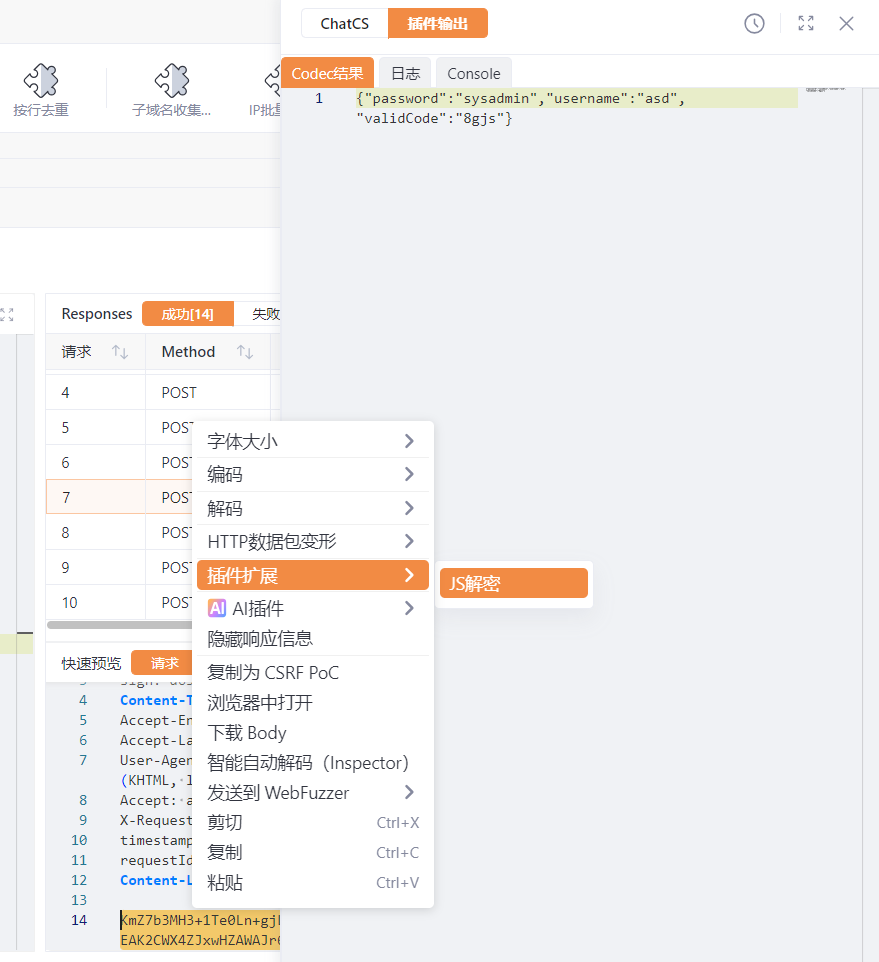 ChatCS
插件输出
Codec结果
日志
Console
1
{"password":"sysadmin","username":"asd",
"validCode":"8gjs"}
按行去重
子域名收集...
IP批
Responses
成功[14]
失败
请求
Method
4
POST
5
POST
6
POST
7
POST
8
POST
9
POST
10
POST
快速预览
请求
4
Content-T
5
Accept-En
6
Accept-La
7
User-Agen
(KHTML, l
8
Accept: a
9
X-Request
10
timestamp
11
requestId
12
Content-L
13
14
KmZ7b3MH3+1Te0Ln+gj
EAK2CWX4ZJxwHZAWAJr
字体大小
编码
解码
HTTP数据包变形
插件扩展
JS解密
AI AI插件
隐藏响应信息
复制为 CSRF PoC
浏览器中打开
下载 Body
智能自动解码（Inspector）
发送到 WebFuzzer
剪切 Ctrl+X
复制 Ctrl+C
粘贴 Ctrl+V